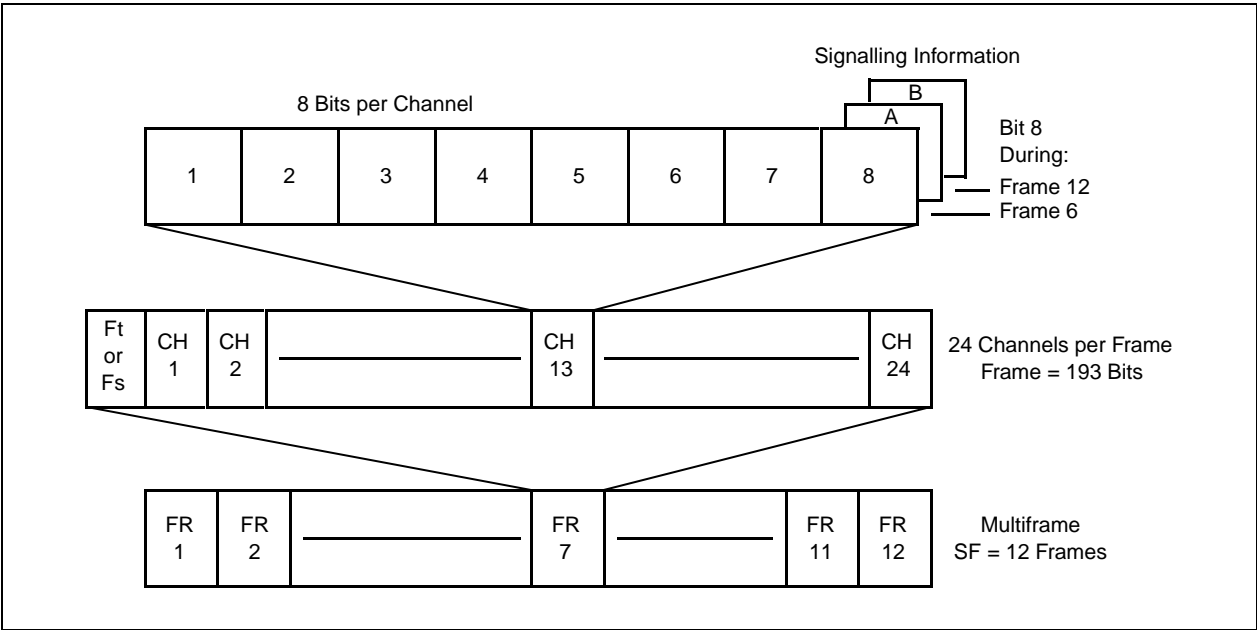 Signalling Information
8 Bits per Channel
B
A
1 2 3 4 5 6 7 8
Bit 8
During:
Frame 12
Frame 6
Ft
or
Fs
CH
1
CH
2
CH
13
CH
24
24 Channels per Frame
Frame = 193 Bits
FR
1
FR
2
FR
7
FR
11
FR
12
Multiframe
SF = 12 Frames